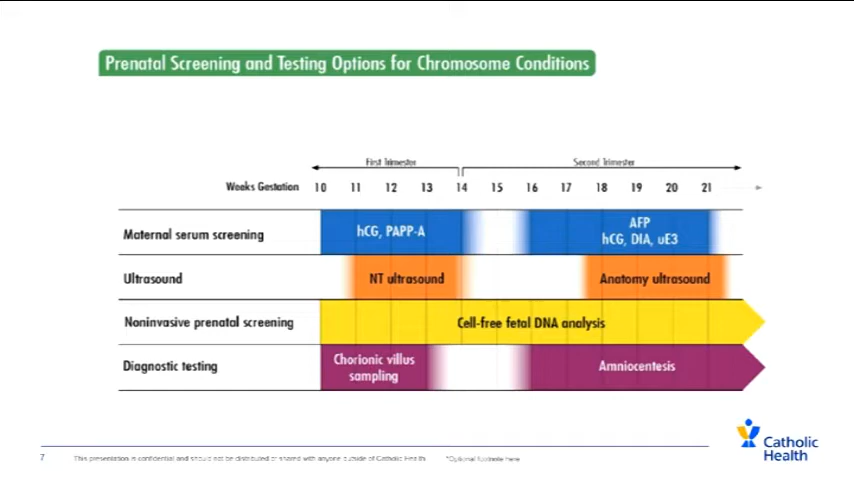 Prenatal Screening and Testing Options for Chromosome Conditions
First Trimester
Second Trimester
Weeks Gestation 10 11 12 13 14 15 16 17 18 19 20 21
Maternal serum screening
hCG, PAPP-A
AFP
hCG, DIA, uE3
Ultrasound
NT ultrasound
Anatomy ultrasound
Noninvasive prenatal screening
Cell-free fetal DNA analysis
Diagnostic testing
Chorionic villus
sampling
Amniocentesis
7 This presentation is confidential and should not be distributed or shared with anyone outside of Catholic Health *Optional footnote here
Catholic
Health